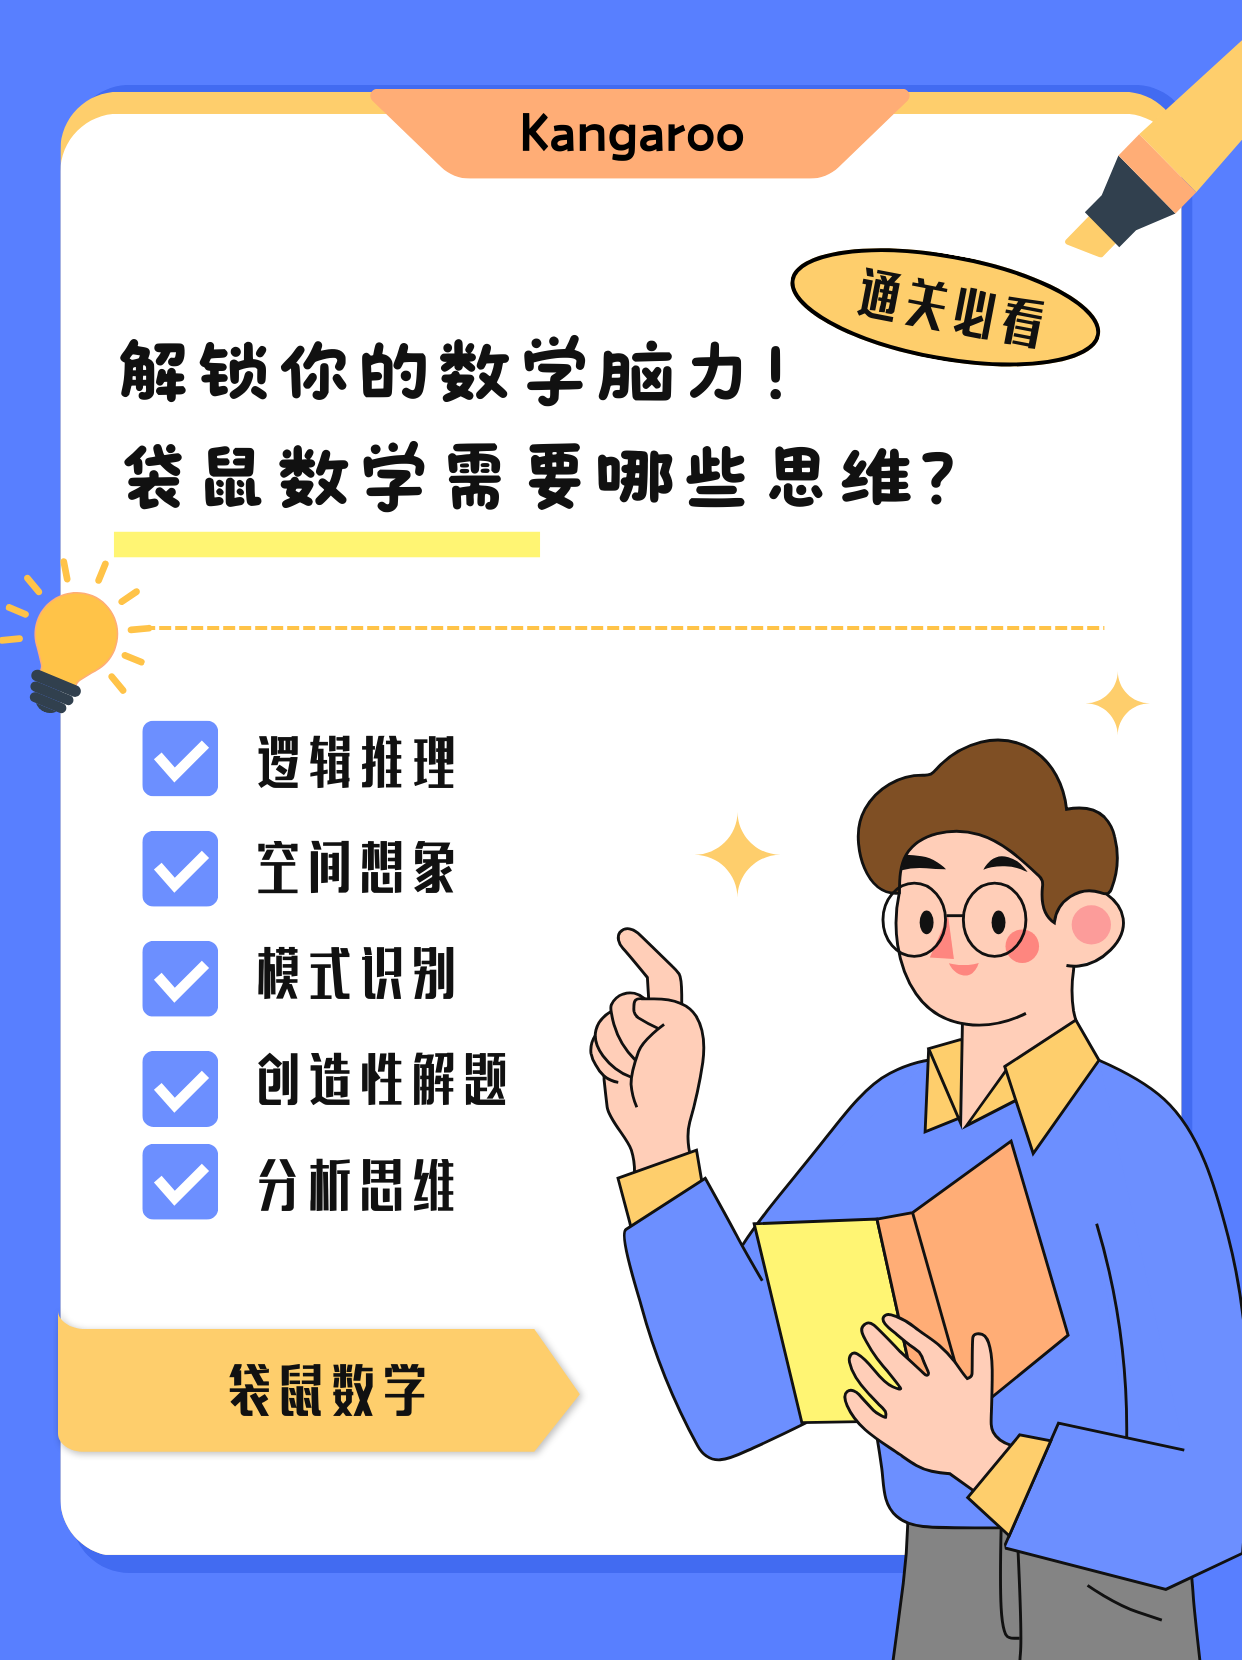 Kangaroo
通关必看
解锁你的数学脑力！
袋鼠数学需要哪些思维？
逻辑推理
空间想象
模式识别
创造性解题
分析思维
袋鼠数学